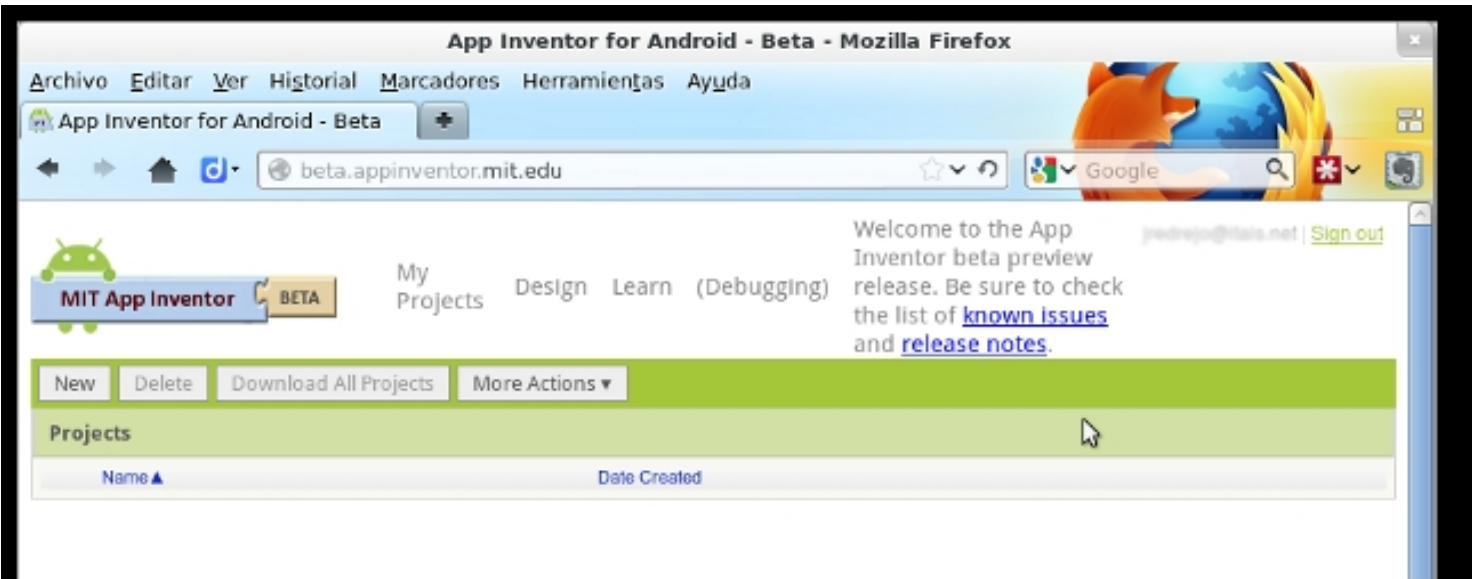 App Inventor for Android - Beta - Mozilla Firefox
Archivo Editar Ver Historial Marcadores Herramientas Ayuda
App Inventor for Android - Beta
beta.appinventor.mit.edu
Google
MIT App Inventor BETA
My Projects
Design Learn (Debugging)
Welcome to the App
Inventor beta preview
release. Be sure to check
the list of known issues
and release notes.
| Sign out
New Delete Download All Projects More Actions ▾
Projects
Name▲ Date Created